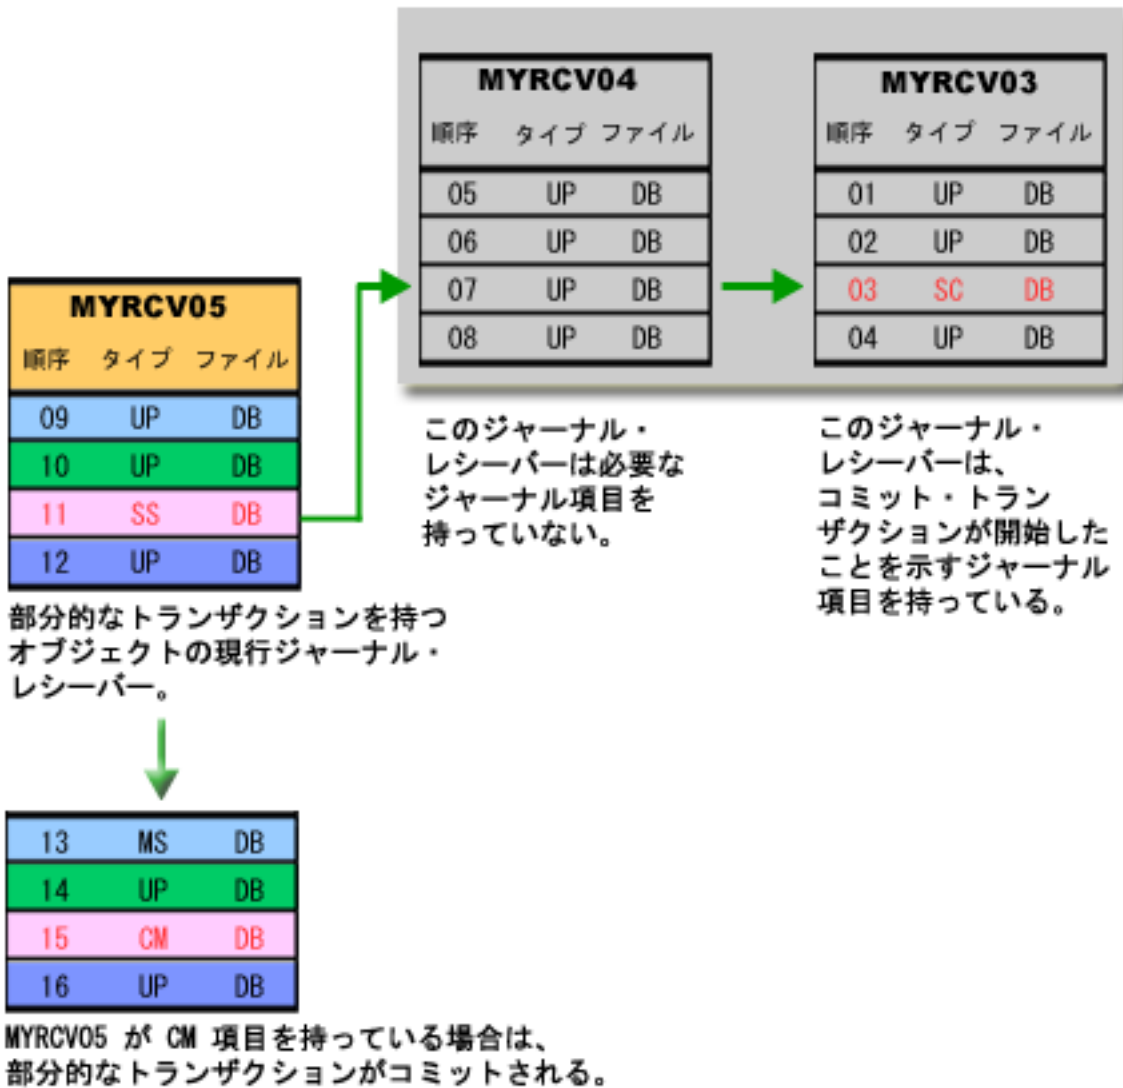 MYRCV04
順序 タイプ ファイル
05 UP DB
06 UP DB
07 UP DB
08 UP DB
MYRCV03
順序 タイプ ファイル
01 UP DB
02 UP DB
03 SC DB
04 UP DB
このジャーナル・
レシーバーは必要な
ジャーナル項目を
持っていない。
このジャーナル・
レシーバーは、
コミット・トラン
ザクションが開始した
ことを示すジャーナル
項目を持っている。
MYRCV05
順序 タイプ ファイル
09 UP DB
10 UP DB
11 SS DB
12 UP DB
部分的なトランザクションを持つ
オブジェクトの現行ジャーナル・
レシーバー。
13 MS DB
14 UP DB
15 CM DB
16 UP DB
MYRCV05 が CM 項目を持っている場合は、
部分的なトランザクションがコミットされる。